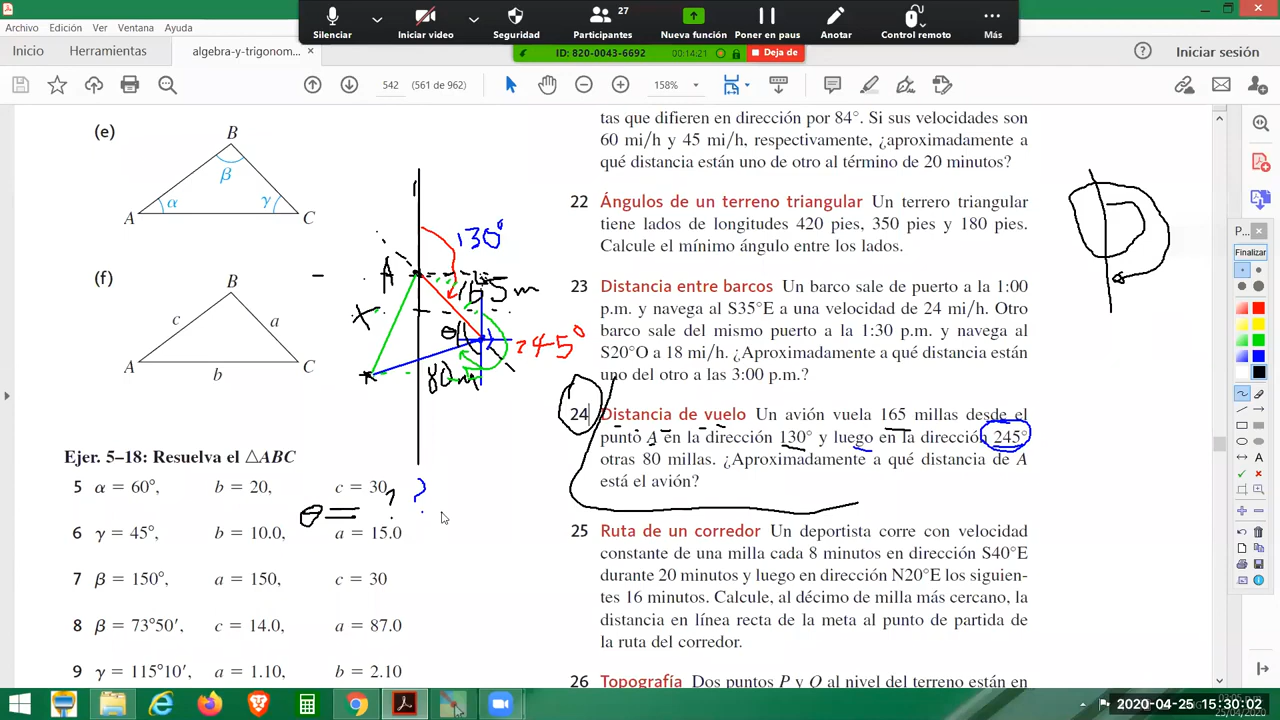 Silenciar
Iniciar video
Seguridad
27
Participantes
Nueva función
Poner en paus
Anotar
Control remoto
Más
ID: 820-0043-6692
00:14:21
Deja de
Archivo Edición Ver Ventana Ayuda
Inicio
Herramientas
algebra-y-trigonom... ×
Iniciar sesión
542 (561 de 962)
158%
(e)
B
β
α
γ
A
C
(f)
B
c
a
A
b
C
Ejer. 5–18: Resuelva el △ABC
5 α = 60°, b = 20, c = 30
6 γ = 45°, b = 10.0, a = 15.0
7 β = 150°, a = 150, c = 30
8 β = 73°50′, c = 14.0, a = 87.0
9 γ = 115°10′, a = 1.10, b = 2.10
130°
A
165 m
X
θ
245°
80m
θ = ?
?
tas que difieren en dirección por 84°. Si sus velocidades son
60 mi/h y 45 mi/h, respectivamente, ¿aproximadamente a
qué distancia están uno de otro al término de 20 minutos?
22 Ángulos de un terreno triangular Un terrero triangular
tiene lados de longitudes 420 pies, 350 pies y 180 pies.
Calcule el mínimo ángulo entre los lados.
23 Distancia entre barcos Un barco sale de puerto a la 1:00
p.m. y navega al S35°E a una velocidad de 24 mi/h. Otro
barco sale del mismo puerto a la 1:30 p.m. y navega al
S20°O a 18 mi/h. ¿Aproximadamente a qué distancia están
uno del otro a las 3:00 p.m.?
24 Distancia de vuelo Un avión vuela 165 millas desde el
punto A en la dirección 130° y luego en la dirección 245°
otras 80 millas. ¿Aproximadamente a qué distancia de A
está el avión?
25 Ruta de un corredor Un deportista corre con velocidad
constante de una milla cada 8 minutos en dirección S40°E
durante 20 minutos y luego en dirección N20°E los siguien-
tes 16 minutos. Calcule, al décimo de milla más cercano, la
distancia en línea recta de la meta al punto de partida de
la ruta del corredor.
26 Topografía Dos puntos P y Q al nivel del terreno están en
P...
Finalizar
A
2020-04-25 15:30:02